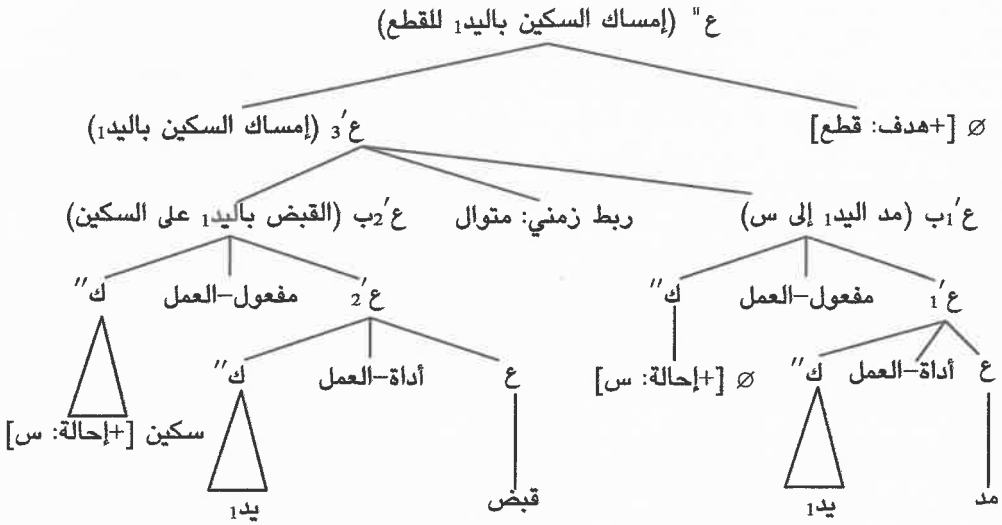 ع" (إمساك السكين باليد1 للقطع)
∅ [+هدف: قطع]
ع'3 (إمساك السكين باليد1)
ع'1ب (مد اليد1 إلى س)
ربط زمني: متوال
ع'2ب (القبض باليد1 على السكين)
ع'1
مفعول–العمل
ك"
ع'2
مفعول–العمل
ك"
ع
أداة–العمل
ك"
∅ [+إحالة: س]
ع
أداة–العمل
ك"
سكين [+إحالة: س]
مد
يد1
قبض
يد1